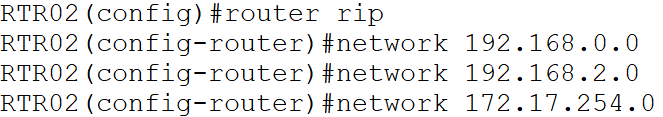 RTR02(config)#router rip
RTR02(config-router)#network 192.168.0.0
RTR02(config-router)#network 192.168.2.0
RTR02(config-router)#network 172.17.254.0